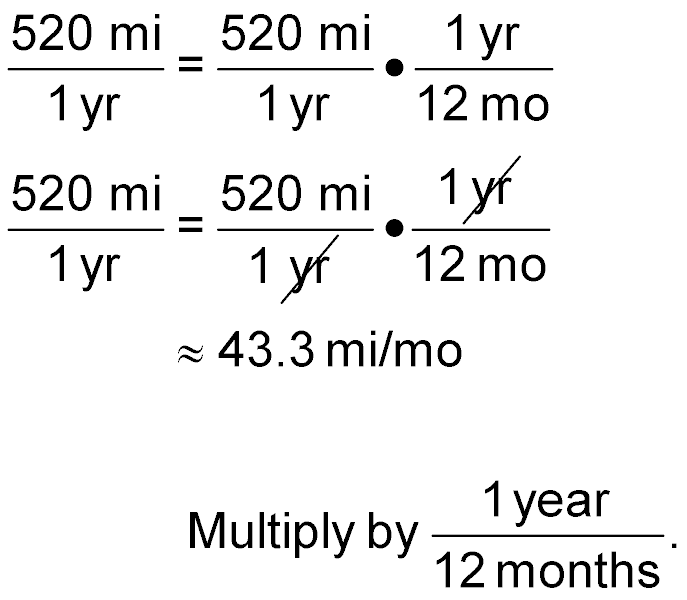 520 mi / 1 yr = 520 mi / 1 yr • 1 yr / 12 mo
520 mi / 1 yr = 520 mi / 1 yr • 1 yr / 12 mo
≈ 43.3 mi/mo
Multiply by 1 year / 12 months.